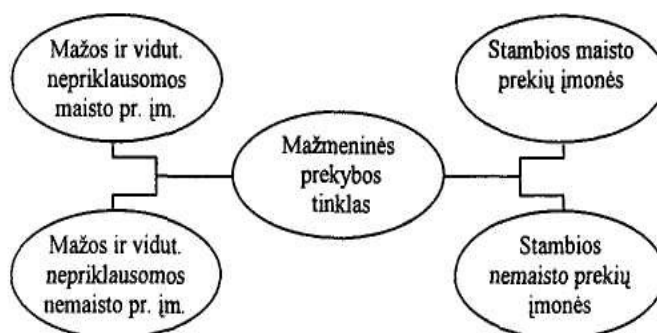 Mažos ir vidut.
nepriklausomos
maisto pr. įm.
Stambios maisto
prekių įmonės
Mažmeninės
prekybos
tinklas
Mažos ir vidut.
nepriklausomos
nemaisto pr. įm.
Stambios
nemaisto prekių
įmonės